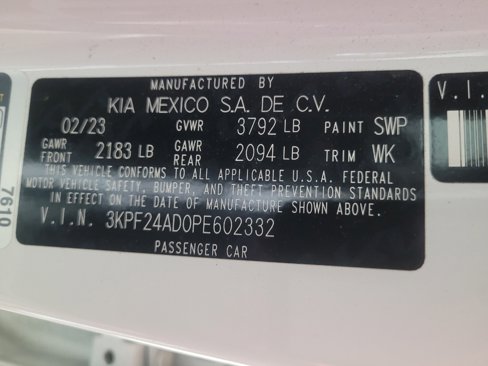 MANUFACTURED BY
KIA MEXICO S.A. DE C.V.
02/23 GVWR 3792 LB PAINT SWP
GAWR FRONT 2183 LB GAWR REAR 2094 LB TRIM WK
THIS VEHICLE CONFORMS TO ALL APPLICABLE U.S.A. FEDERAL
MOTOR VEHICLE SAFETY, BUMPER, AND THEFT PREVENTION STANDARDS
IN EFFECT ON THE DATE OF MANUFACTURE SHOWN ABOVE.
V.I.N. 3KPF24AD0PE602332
PASSENGER CAR
7610
V.I.